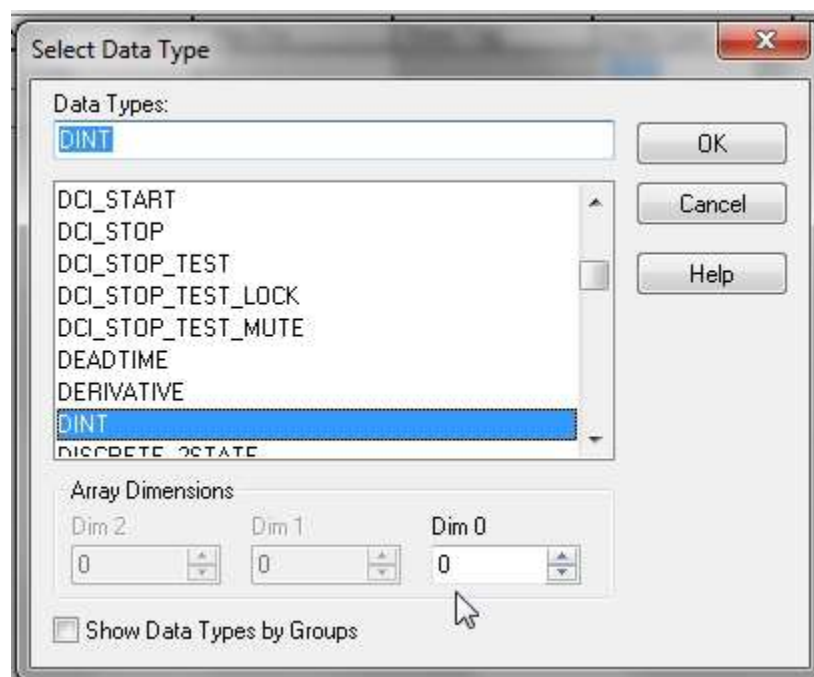 Select Data Type
Data Types:
DINT
OK
DCI_START
Cancel
DCI_STOP
DCI_STOP_TEST
Help
DCI_STOP_TEST_LOCK
DCI_STOP_TEST_MUTE
DEADTIME
DERIVATIVE
DINT
DISCRETE_2STATE
Array Dimensions
Dim 2 Dim 1 Dim 0
0 0 0
Show Data Types by Groups